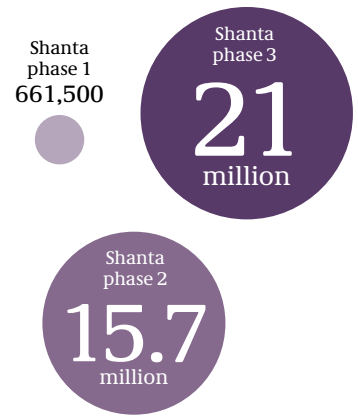 Shanta
phase 1
661,500
Shanta
phase 3
21
million
Shanta
phase 2
15.7
million